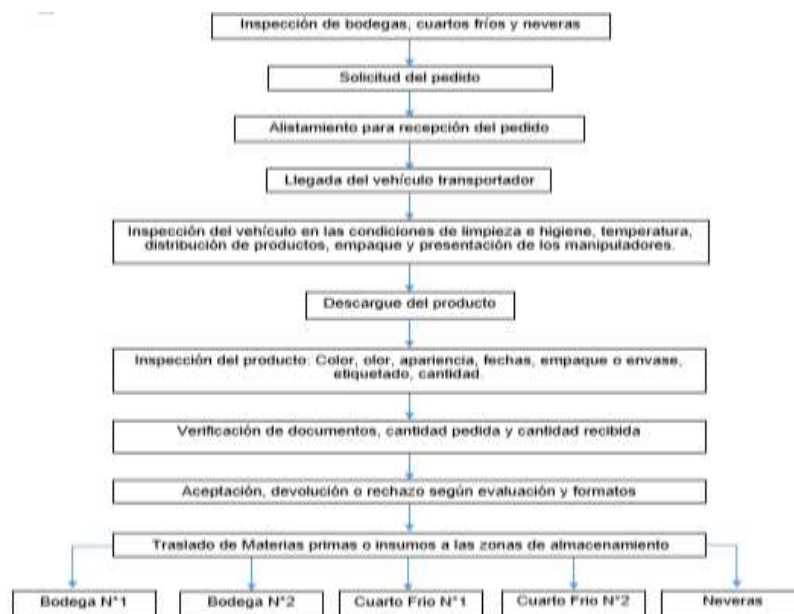 Inspección de bodegas, cuartos fríos y neveras
Solicitud del pedido
Alistamiento para recepción del pedido
Llegada del vehículo transportador
Inspección del vehículo en las condiciones de limpieza e higiene, temperatura,
distribución de productos, empaque y presentación de los manipuladores.
Descargue del producto
Inspección del producto: Color, olor, apariencia, fechas, empaque o envase,
etiquetado, cantidad.
Verificación de documentos, cantidad pedida y cantidad recibida
Aceptación, devolución o rechazo según evaluación y formatos
Traslado de Materias primas o insumos a las zonas de almacenamiento
Bodega N°1 Bodega N°2 Cuarto Frio N°1 Cuarto Frio N°2 Neveras